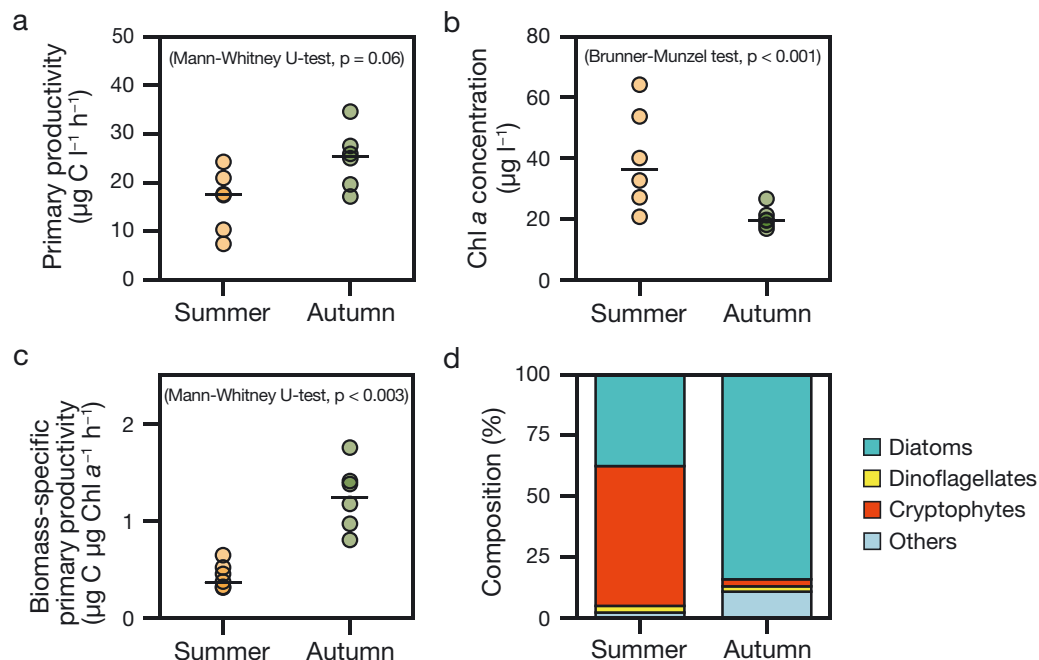 a
Primary productivity
(µg C l⁻¹ h⁻¹)
50
40
30
20
10
0
(Mann-Whitney U-test, p = 0.06)
Summer
Autumn
b
Chl a concentration
(µg l⁻¹)
80
60
40
20
0
(Brunner-Munzel test, p < 0.001)
Summer
Autumn
c
Biomass-specific
primary productivity
(µg C µg Chl a⁻¹ h⁻¹)
2
1
0
(Mann-Whitney U-test, p < 0.003)
Summer
Autumn
d
Composition (%)
100
75
50
25
0
Summer
Autumn
Diatoms
Dinoflagellates
Cryptophytes
Others